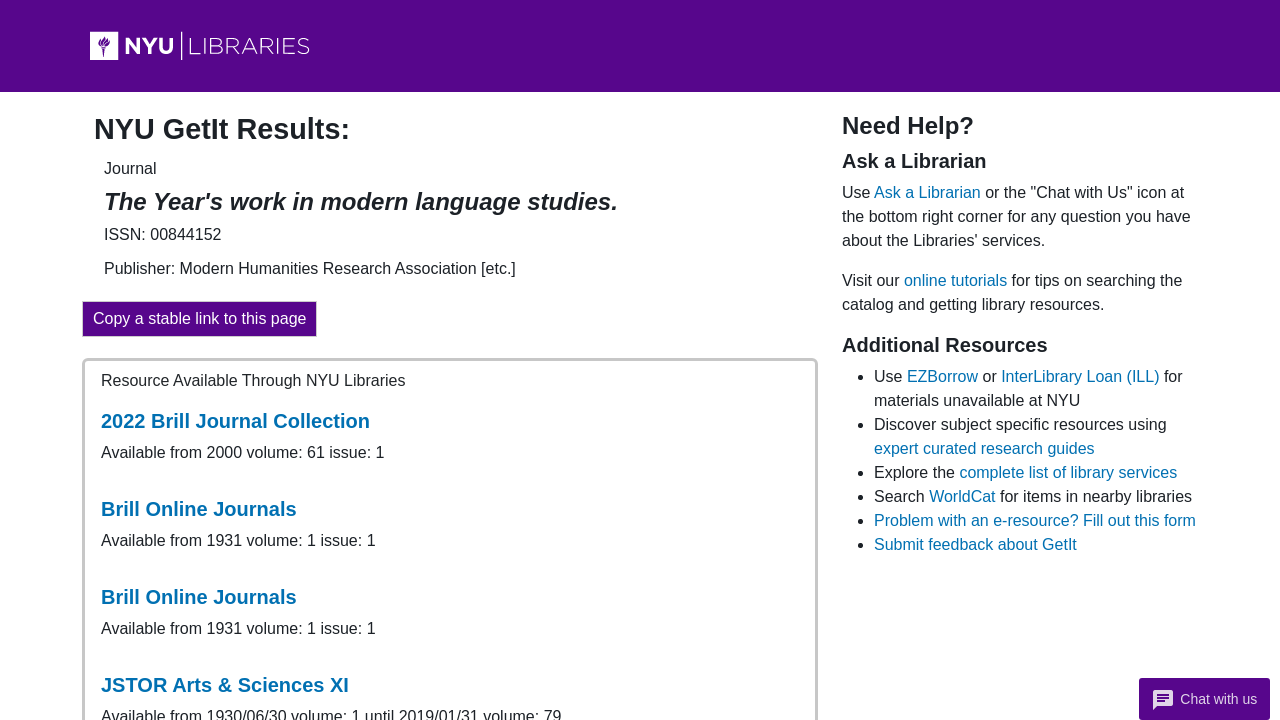 NYU LIBRARIES
NYU GetIt Results:
Journal
The Year's work in modern language studies.
ISSN: 00844152
Publisher: Modern Humanities Research Association [etc.]
Copy a stable link to this page
Resource Available Through NYU Libraries
2022 Brill Journal Collection
Available from 2000 volume: 61 issue: 1
Brill Online Journals
Available from 1931 volume: 1 issue: 1
Brill Online Journals
Available from 1931 volume: 1 issue: 1
JSTOR Arts & Sciences XI
Available from 1930/06/30 volume: 1 until 2019/01/31 volume: 79
Need Help?
Ask a Librarian
Use Ask a Librarian or the "Chat with Us" icon at
the bottom right corner for any question you have
about the Libraries' services.
Visit our online tutorials for tips on searching the
catalog and getting library resources.
Additional Resources
Use EZBorrow or InterLibrary Loan (ILL) for
materials unavailable at NYU
Discover subject specific resources using
expert curated research guides
Explore the complete list of library services
Search WorldCat for items in nearby libraries
Problem with an e-resource? Fill out this form
Submit feedback about GetIt
Chat with us